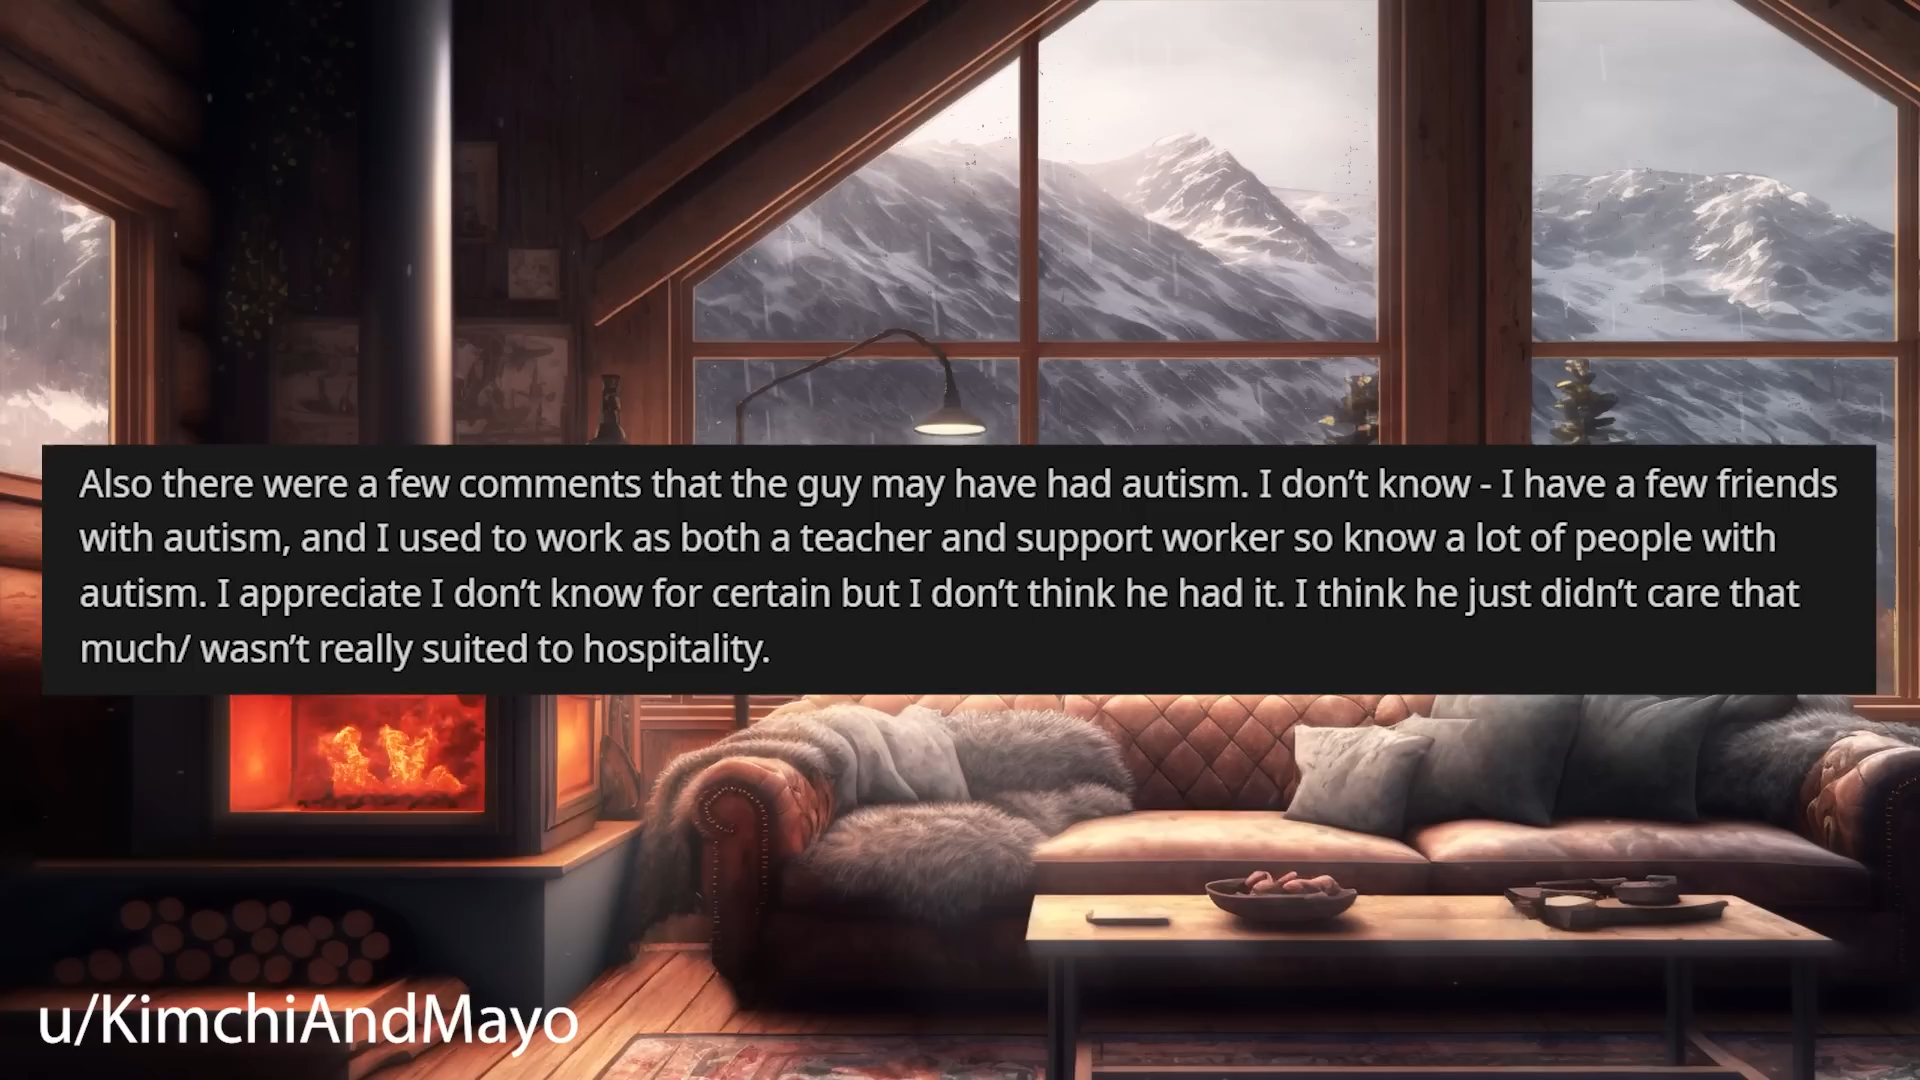 Also there were a few comments that the guy may have had autism. I don’t know - I have a few friends
with autism, and I used to work as both a teacher and support worker so know a lot of people with
autism. I appreciate I don’t know for certain but I don’t think he had it. I think he just didn’t care that
much/ wasn’t really suited to hospitality.
u/KimchiAndMayo